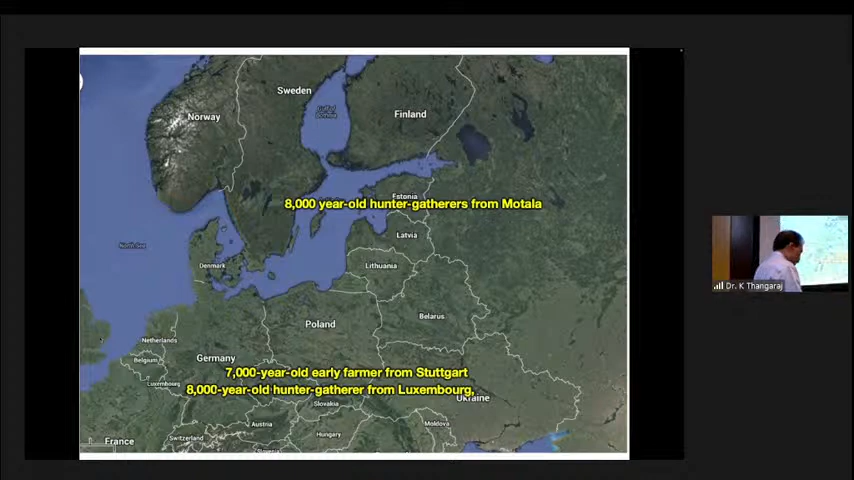 Sweden
Finland
Norway
8,000 year-old hunter-gatherers from Motala
Estonia
Latvia
North Sea
Denmark
Lithuania
Belarus
Poland
Netherlands
Belgium
Germany
7,000-year-old early farmer from Stuttgart
Luxembourg
8,000-year-old hunter-gatherer from Luxembourg,
Ukraine
Slovakia
Austria
Moldova
France
Switzerland
Hungary
Dr. K Thangaraj